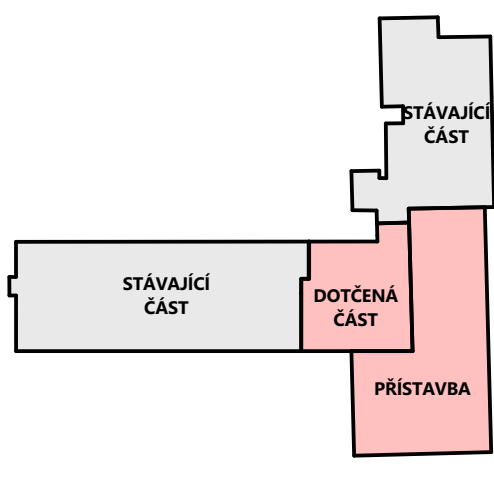 STÁVAJÍCÍ
ČÁST
STÁVAJÍCÍ
ČÁST
DOTČENÁ
ČÁST
PŘÍSTAVBA